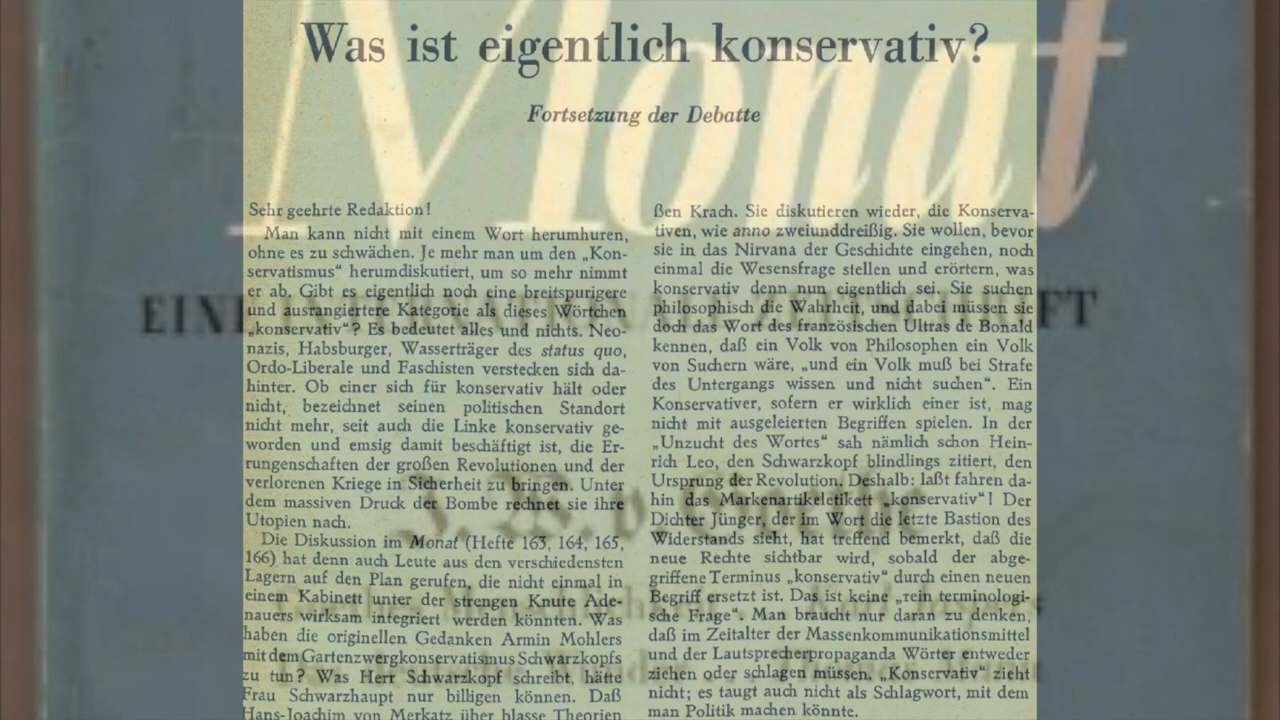 Was ist eigentlich konservativ?
Fortsetzung der Debatte
Monat
Sehr geehrte Redaktion!
Man kann nicht mit einem Wort herumhuren,
ohne es zu schwächen. Je mehr man um den „Kon-
servatismus“ herumdiskutiert, um so mehr nimmt
er ab. Gibt es eigentlich noch eine breitspurigere
und ausrangiertere Kategorie als dieses Wörtchen
„konservativ“? Es bedeutet alles und nichts. Neo-
nazis, Habsburger, Wasserträger des status quo,
Ordo-Liberale und Faschisten verstecken sich da-
hinter. Ob einer sich für konservativ hält oder
nicht, bezeichnet seinen politischen Standort
nicht mehr, seit auch die Linke konservativ ge-
worden und emsig damit beschäftigt ist, die Er-
rungenschaften der großen Revolutionen und der
verlorenen Kriege in Sicherheit zu bringen. Unter
dem massiven Druck der Bombe rechnet sie ihre
Utopien nach.
Die Diskussion im Monat (Hefte 163, 164, 165,
166) hat denn auch Leute aus den verschiedensten
Lagern auf den Plan gerufen, die nicht einmal in
einem Kabinett unter der strengen Knute Ade-
nauers wirksam integriert werden könnten. Was
haben die originellen Gedanken Armin Mohlers
mit dem Gartenzwergkonservatismus Schwarzkopfs
zu tun? Was Herr Schwarzkopf schreibt, hätte
Frau Schwarzhaupt nur billigen können. Daß
Hans-Joachim von Merkatz über blasse Theorien
ßen Krach. Sie diskutieren wieder, die Konserva-
tiven, wie anno zweiunddreißig. Sie wollen, bevor
sie in das Nirvana der Geschichte eingehen, noch
einmal die Wesensfrage stellen und erörtern, was
konservativ denn nun eigentlich sei. Sie suchen
philosophisch die Wahrheit, und dabei müssen sie
doch das Wort des französischen Ultras de Bonald
kennen, daß ein Volk von Philosophen ein Volk
von Suchern wäre, „und ein Volk muß bei Strafe
des Untergangs wissen und nicht suchen“. Ein
Konservativer, sofern er wirklich einer ist, mag
nicht mit ausgeleierten Begriffen spielen. In der
„Unzucht des Wortes“ sah nämlich schon Hein-
rich Leo, den Schwarzkopf blindlings zitiert, den
Ursprung der Revolution. Deshalb: laßt fahren da-
hin das Markenartikeletikett „konservativ“! Der
Dichter Jünger, der im Wort die letzte Bastion des
Widerstands sieht, hat treffend bemerkt, daß die
neue Rechte sichtbar wird, sobald der abge-
griffene Terminus „konservativ“ durch einen neuen
Begriff ersetzt ist. Das ist keine „rein terminologi-
sche Frage“. Man braucht nur daran zu denken,
daß im Zeitalter der Massenkommunikationsmittel
und der Lautsprecherpropaganda Wörter entweder
ziehen oder schlagen müssen. „Konservativ“ zieht
nicht; es taugt auch nicht als Schlagwort, mit dem
man Politik machen könnte.